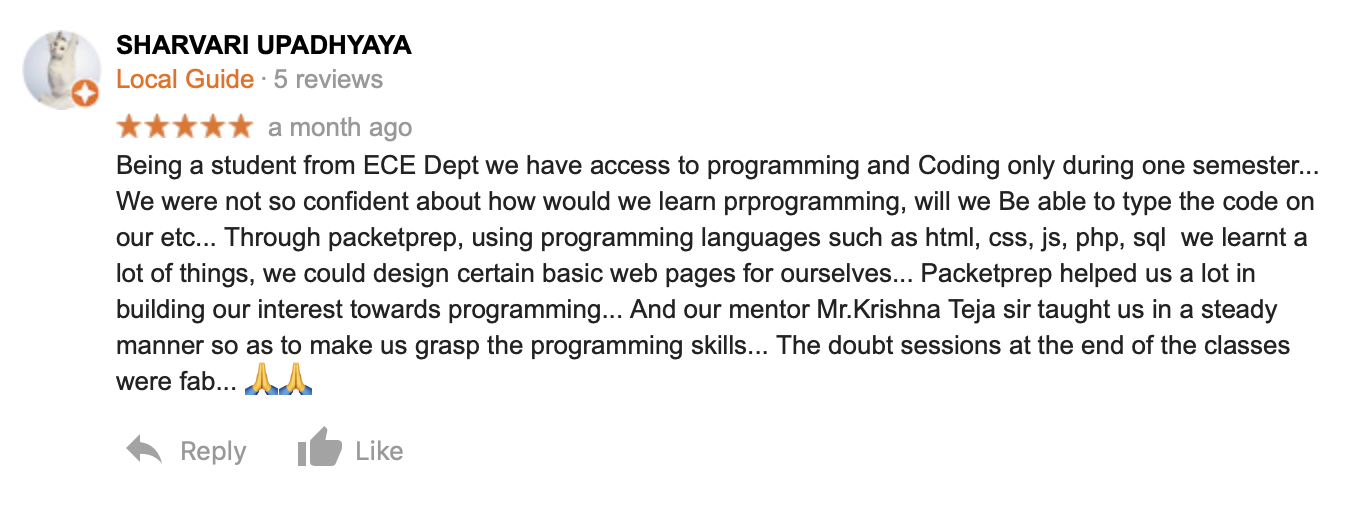 SHARVARI UPADHYAYA
Local Guide · 5 reviews
a month ago
Being a student from ECE Dept we have access to programming and Coding only during one semester...
We were not so confident about how would we learn prprogramming, will we Be able to type the code on
our etc... Through packetprep, using programming languages such as html, css, js, php, sql  we learnt a
lot of things, we could design certain basic web pages for ourselves... Packetprep helped us a lot in
building our interest towards programming... And our mentor Mr.Krishna Teja sir taught us in a steady
manner so as to make us grasp the programming skills... The doubt sessions at the end of the classes
were fab... 🙏🙏
Reply Like